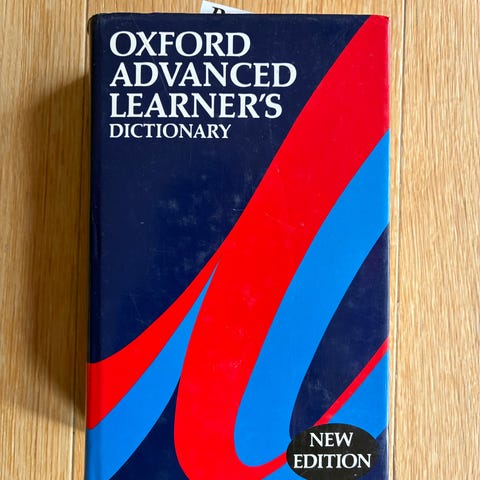 OXFORD
ADVANCED
LEARNER'S
DICTIONARY
NEW
EDITION